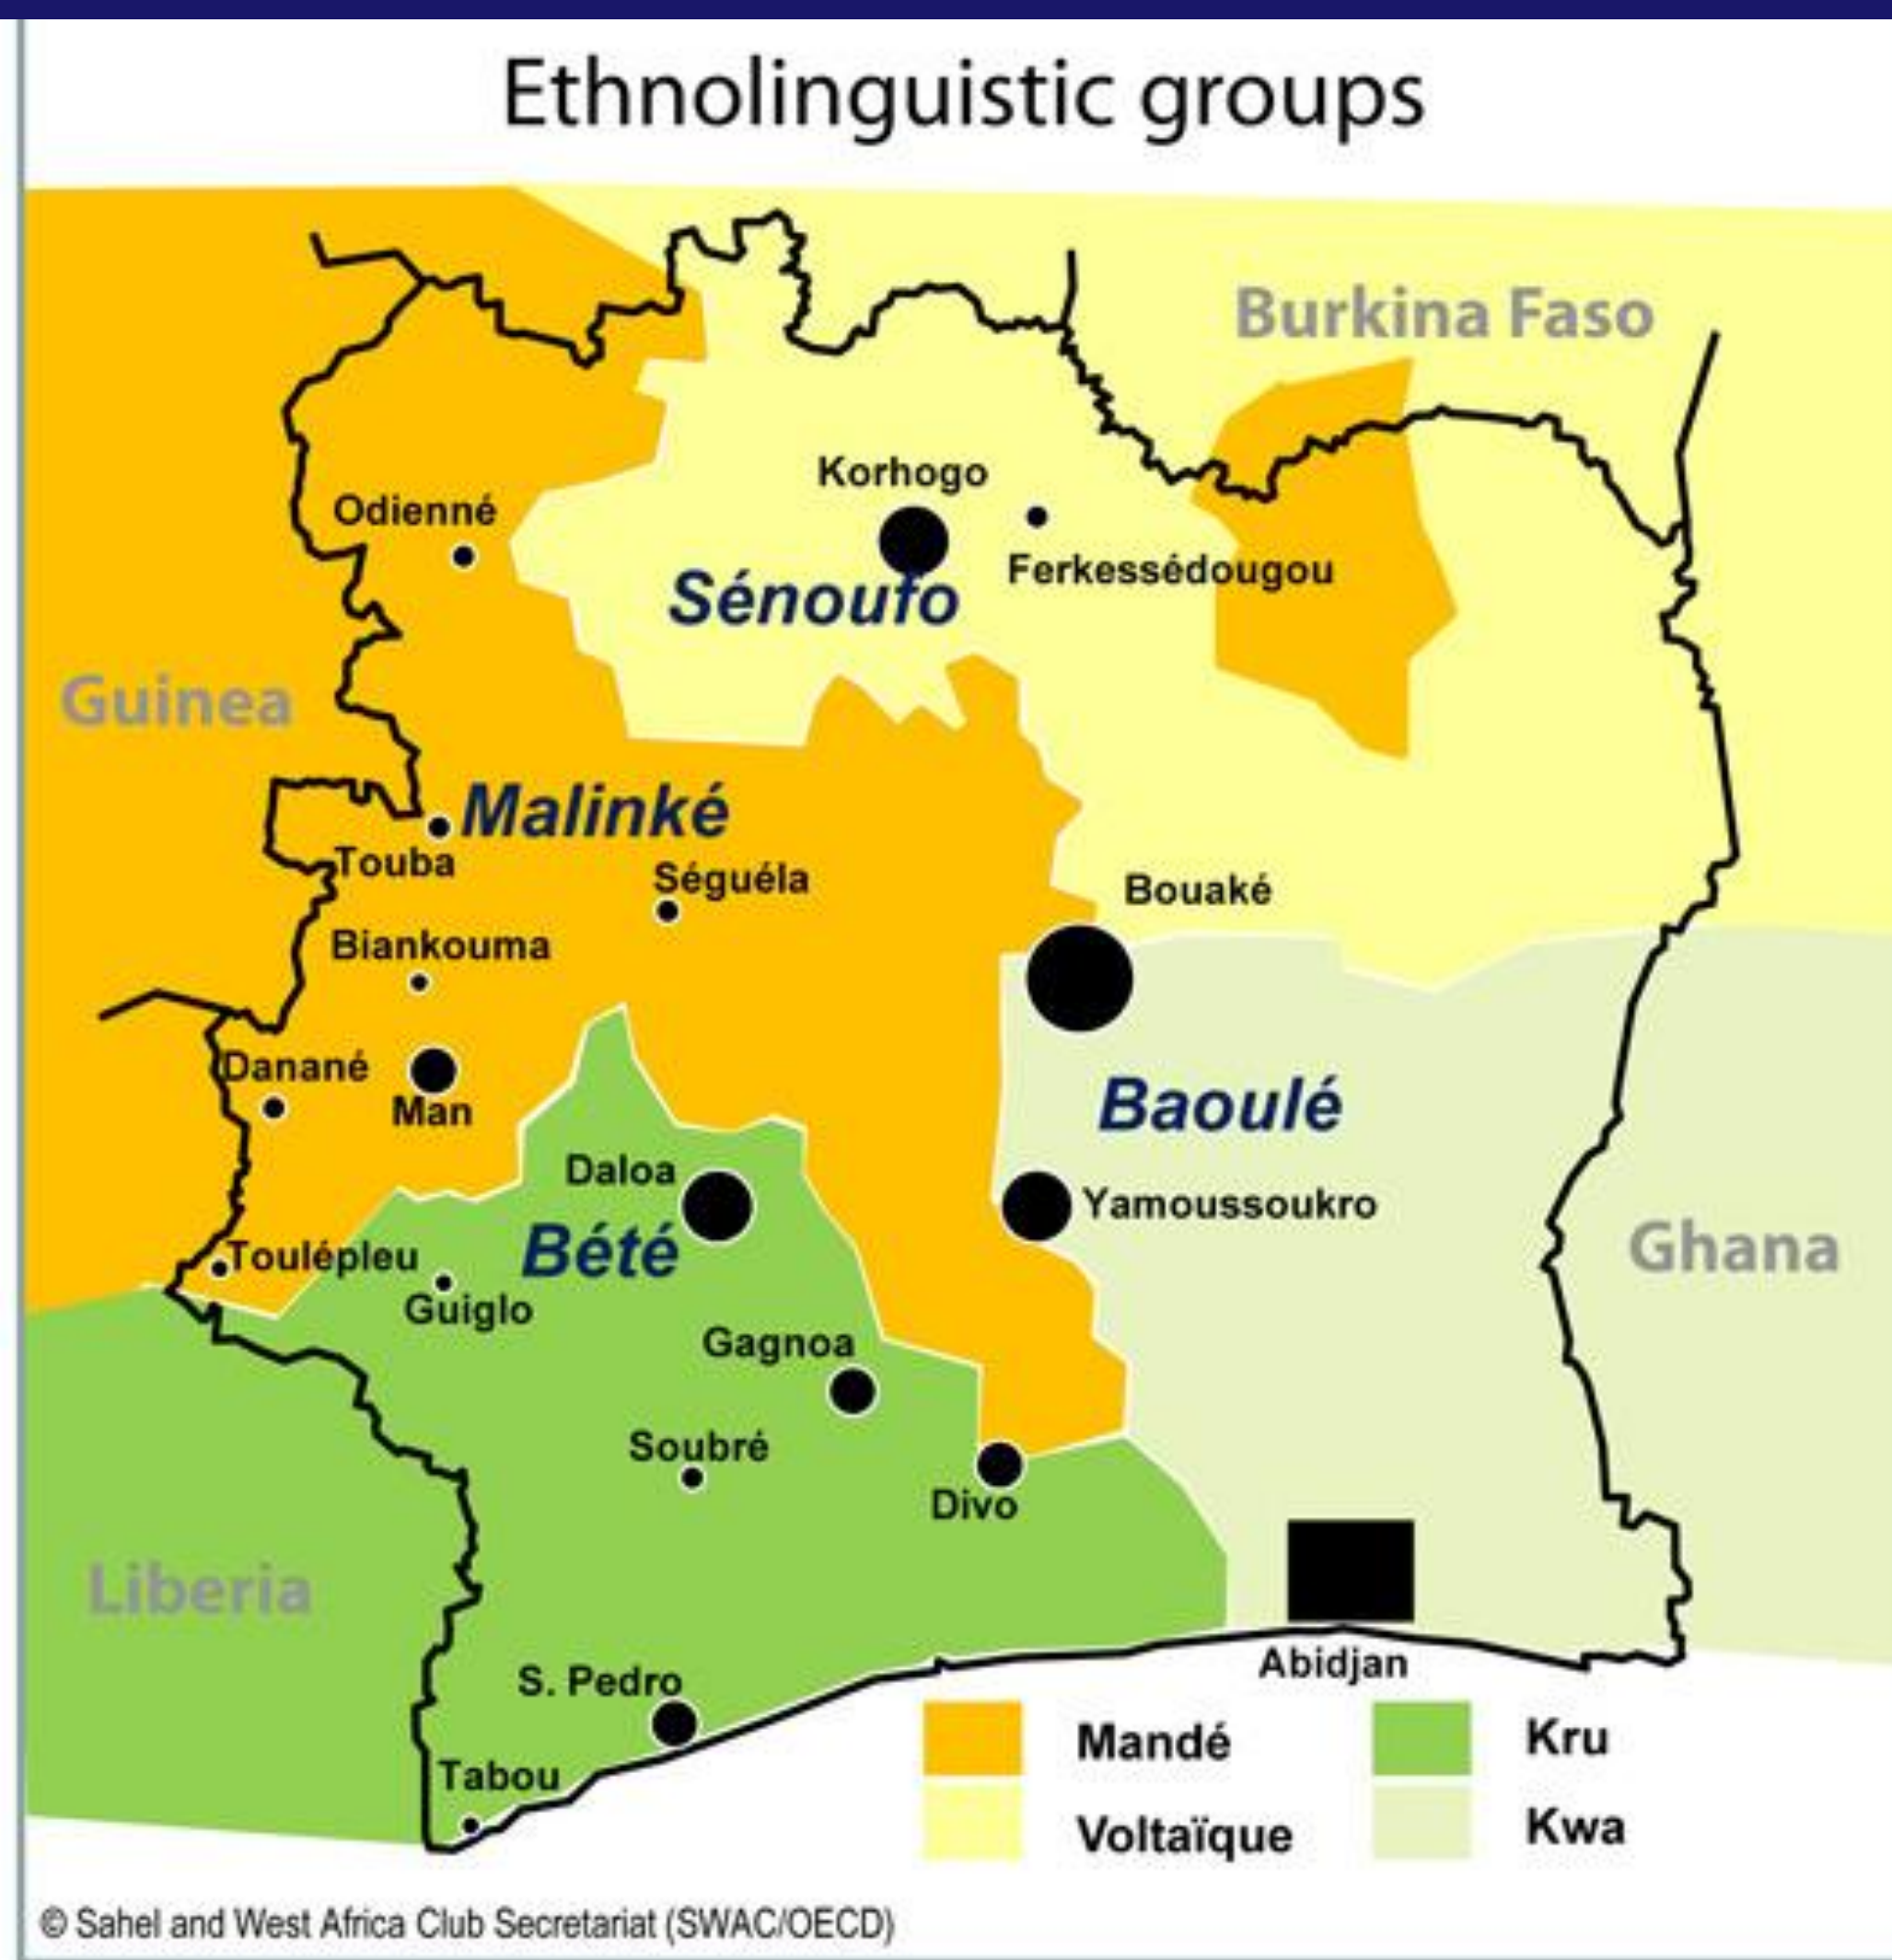 Ethnolinguistic groups
Burkina Faso
Korhogo
Odienné
Ferkessédougou
Sénoufo
Guinea
Malinké
Touba
Séguéla
Bouaké
Biankouma
Danané
Man
Baoulé
Daloa
Yamoussoukro
Bété
Ghana
Toulépleu
Guiglo
Gagnoa
Soubré
Divo
Liberia
Abidjan
S. Pedro
Tabou
Mandé
Kru
Voltaïque
Kwa
© Sahel and West Africa Club Secretariat (SWAC/OECD)